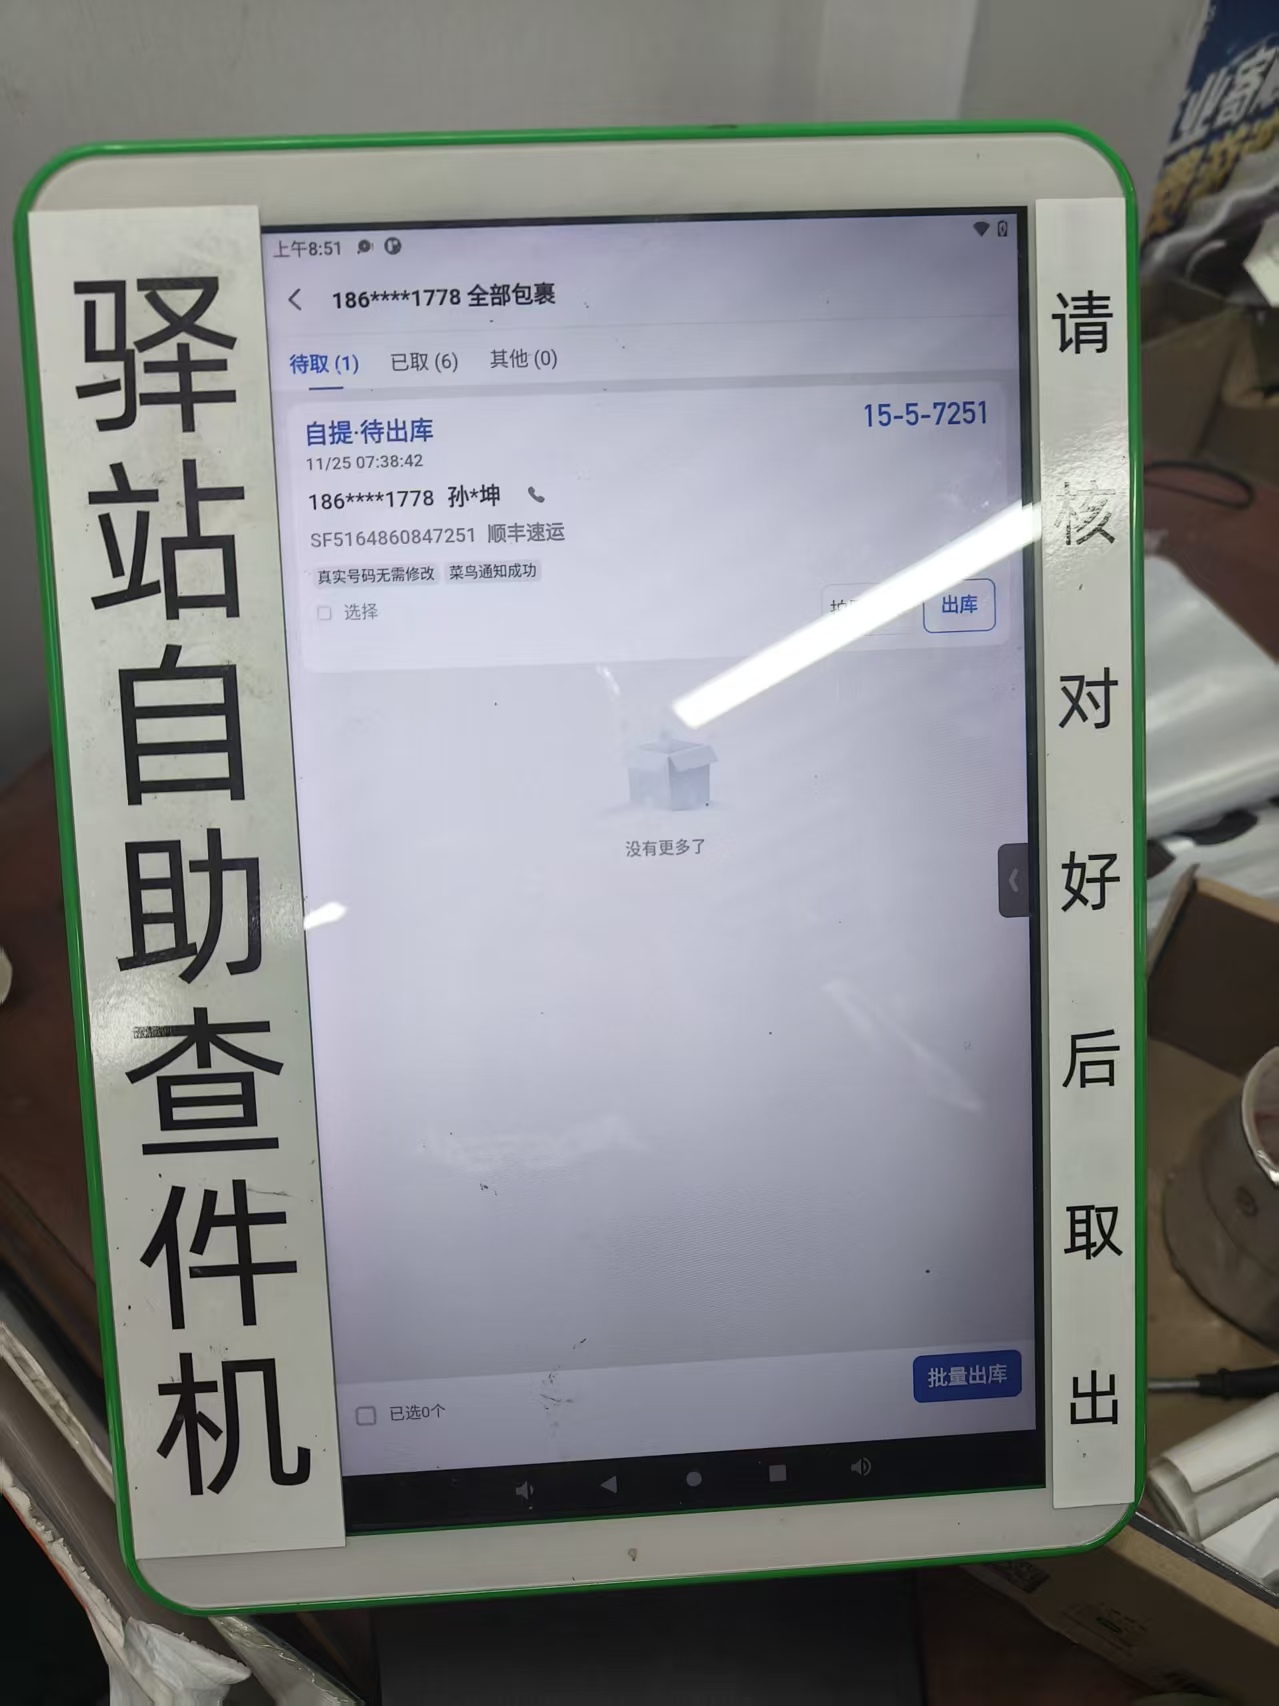 驿站自助查件机
上午8:51
186****1778 全部包裹
待取 (1) 已取 (6) 其他 (0)
自提·待出库 15-5-7251
11/25 07:38:42
186****1778 孙*坤
SF5164860847251 顺丰速运
真实号码无需修改 菜鸟通知成功
选择 出库
没有更多了
已选0个 批量出库
请核对好后取出